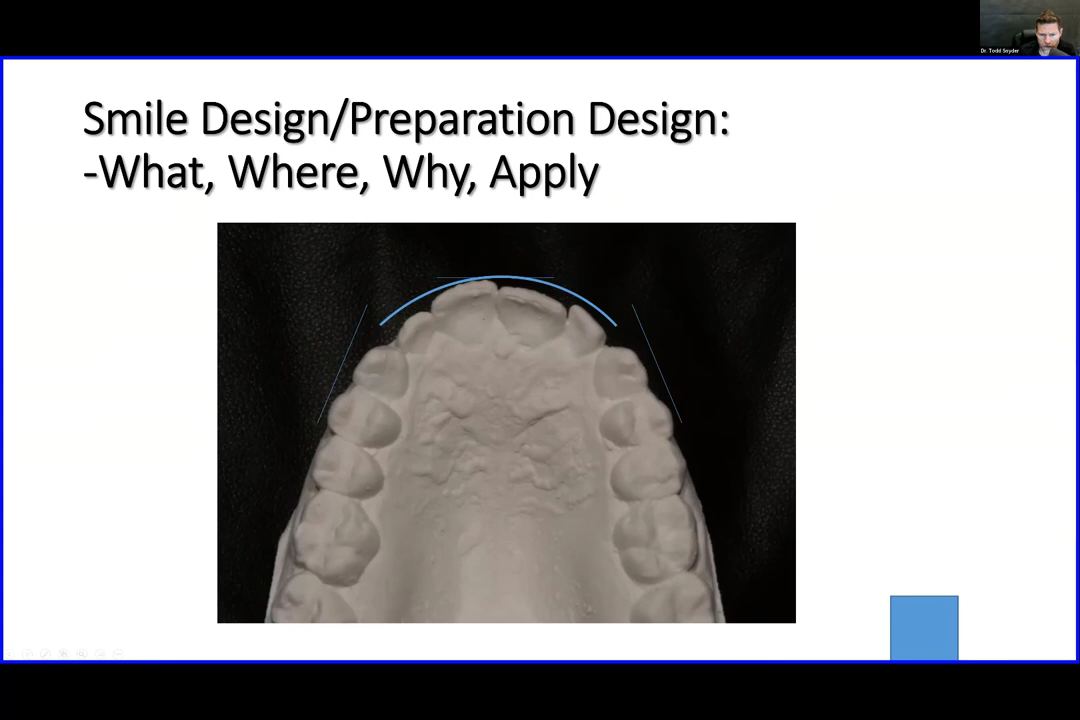 Dr. Todd Snyder
Smile Design/Preparation Design:
-What, Where, Why, Apply